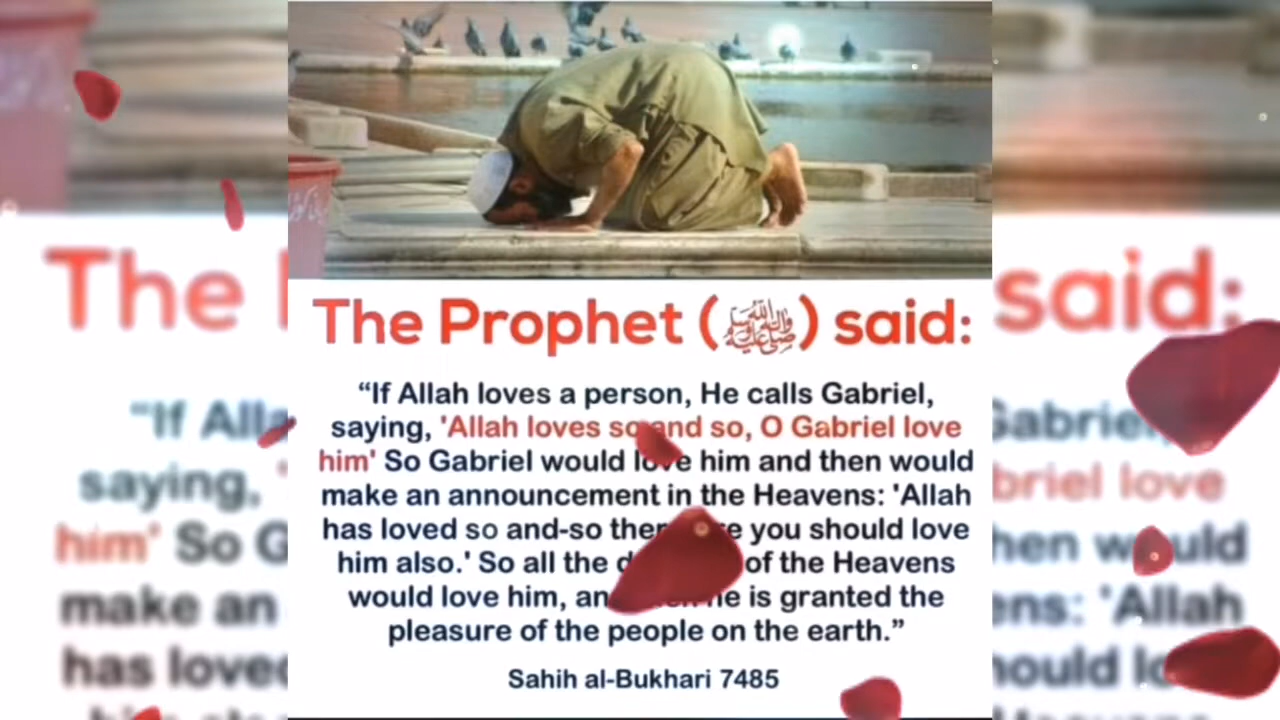 The Prophet (ﷺ) said:
“If Allah loves a person, He calls Gabriel,
saying, 'Allah loves so and so, O Gabriel love
him' So Gabriel would love him and then would
make an announcement in the Heavens: 'Allah
has loved so and-so you should love
him also.' So all the of the Heavens
would love him, and he is granted the
pleasure of the people on the earth.”
Sahih al-Bukhari 7485